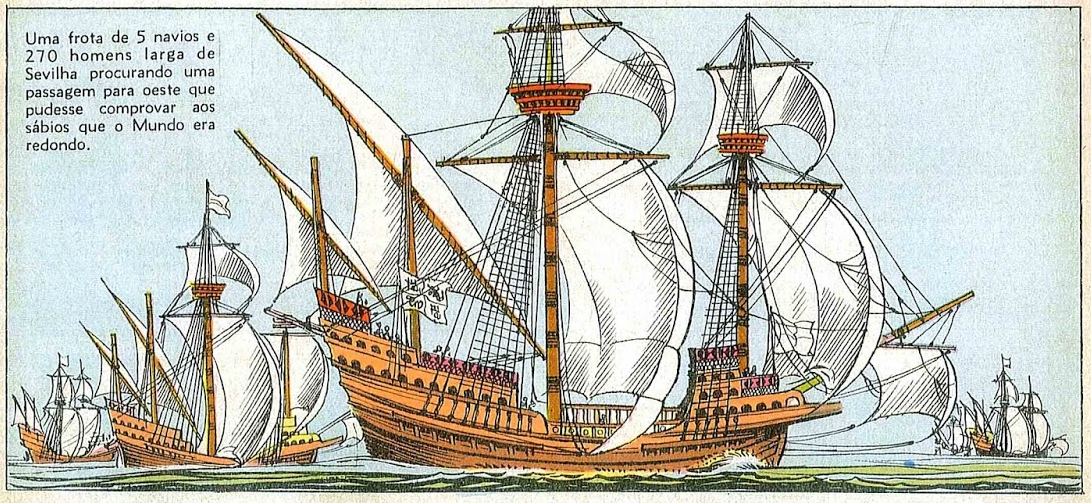 Uma frota de 5 navios e
270 homens larga de
Sevilha procurando uma
passagem para oeste que
pudesse comprovar aos
sábios que o Mundo era
redondo.